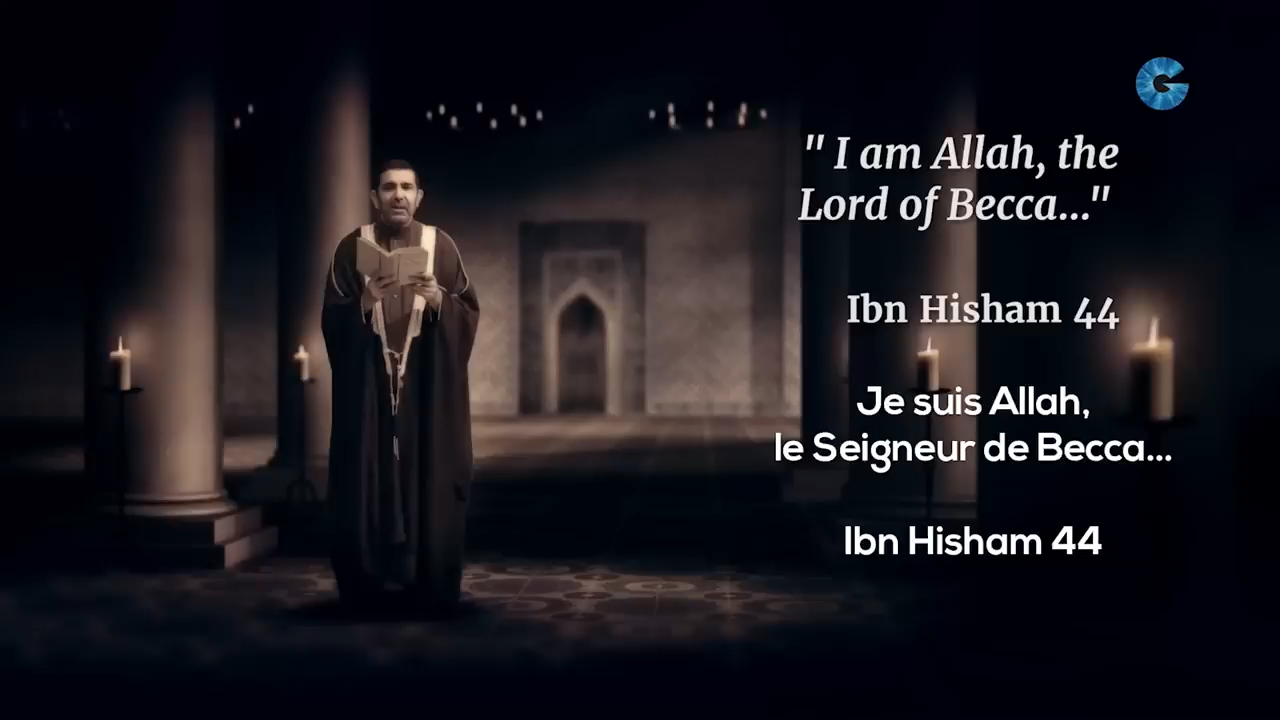 " I am Allah, the
Lord of Becca..."
Ibn Hisham 44
Je suis Allah,
le Seigneur de Becca...
Ibn Hisham 44